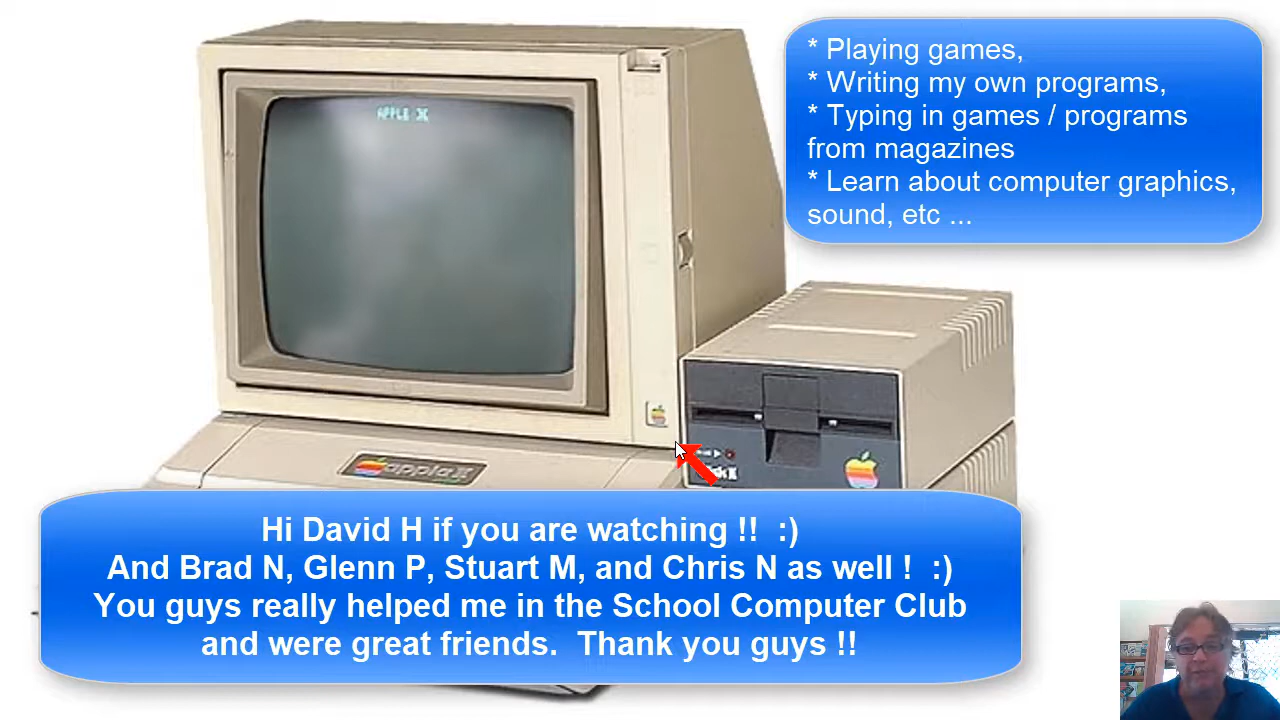 APPLE ][
* Playing games,
* Writing my own programs,
* Typing in games / programs
from magazines
* Learn about computer graphics,
sound, etc ...
apple ][
Hi David H if you are watching !!  :)
And Brad N, Glenn P, Stuart M, and Chris N as well !  :)
You guys really helped me in the School Computer Club
and were great friends.  Thank you guys !!